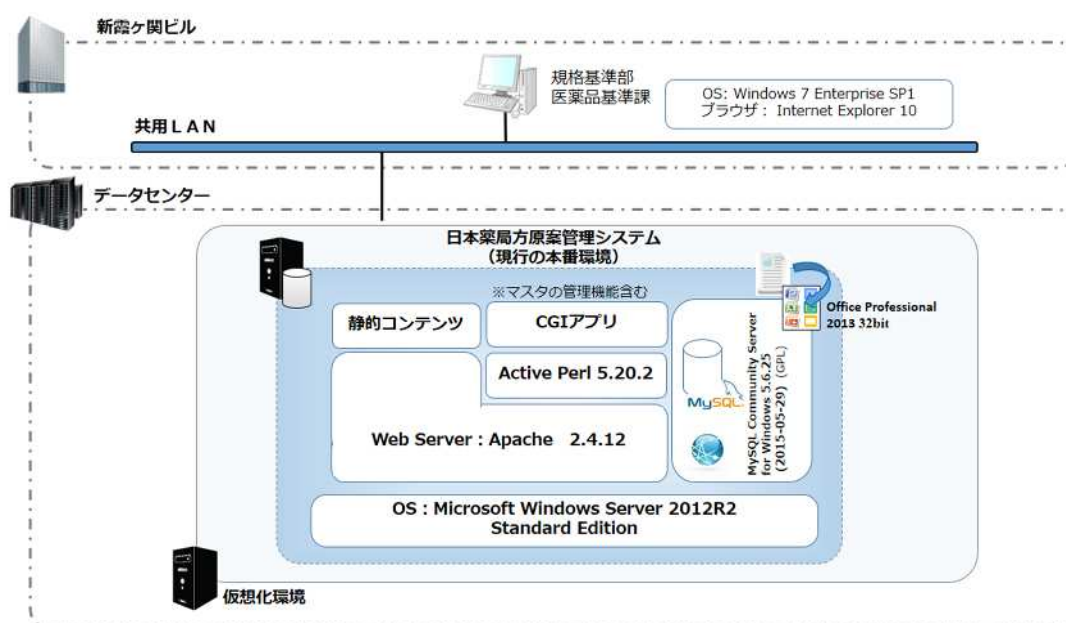 新霞ヶ関ビル
規格基準部
医薬品基準課
OS: Windows 7 Enterprise SP1
ブラウザ： Internet Explorer 10
共用ＬＡＮ
データセンター
日本薬局方原案管理システム
（現行の本番環境）
※マスタの管理機能含む
静的コンテンツ
CGIアプリ
Office Professional
2013 32bit
Active Perl 5.20.2
MySQL
MySQL Community Server
for Windows 5.6.25
(2015-05-29) (GPL)
Web Server：Apache 2.4.12
OS：Microsoft Windows Server 2012R2
Standard Edition
仮想化環境